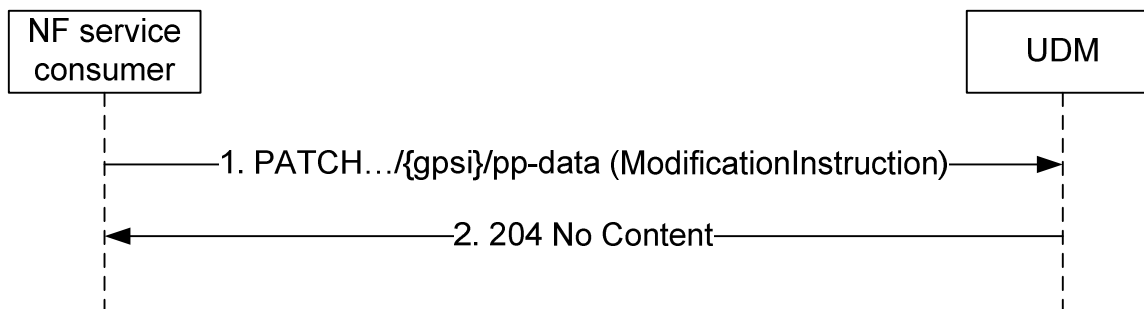 NF service
consumer
UDM
1. PATCH…/{gpsi}/pp-data (ModificationInstruction)
2. 204 No Content